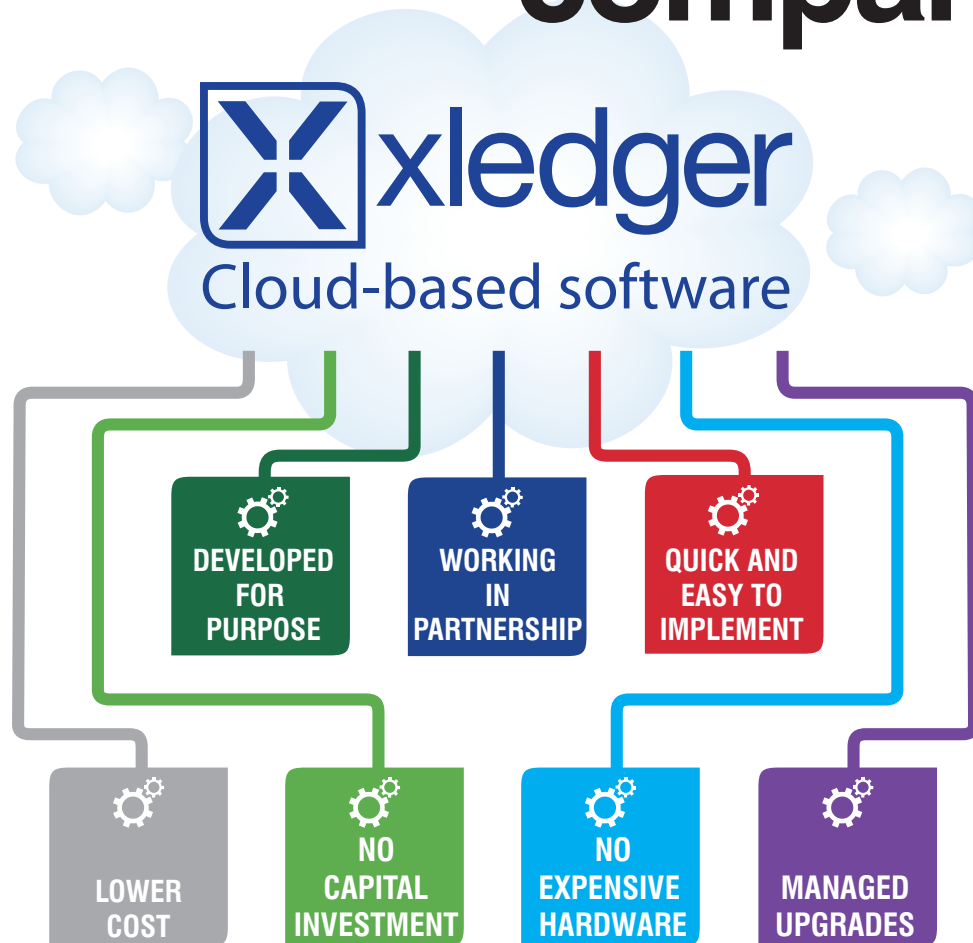 xledger
Cloud-based software
DEVELOPED
FOR
PURPOSE
WORKING
IN
PARTNERSHIP
QUICK AND
EASY TO
IMPLEMENT
LOWER
COST
NO
CAPITAL
INVESTMENT
NO
EXPENSIVE
HARDWARE
MANAGED
UPGRADES